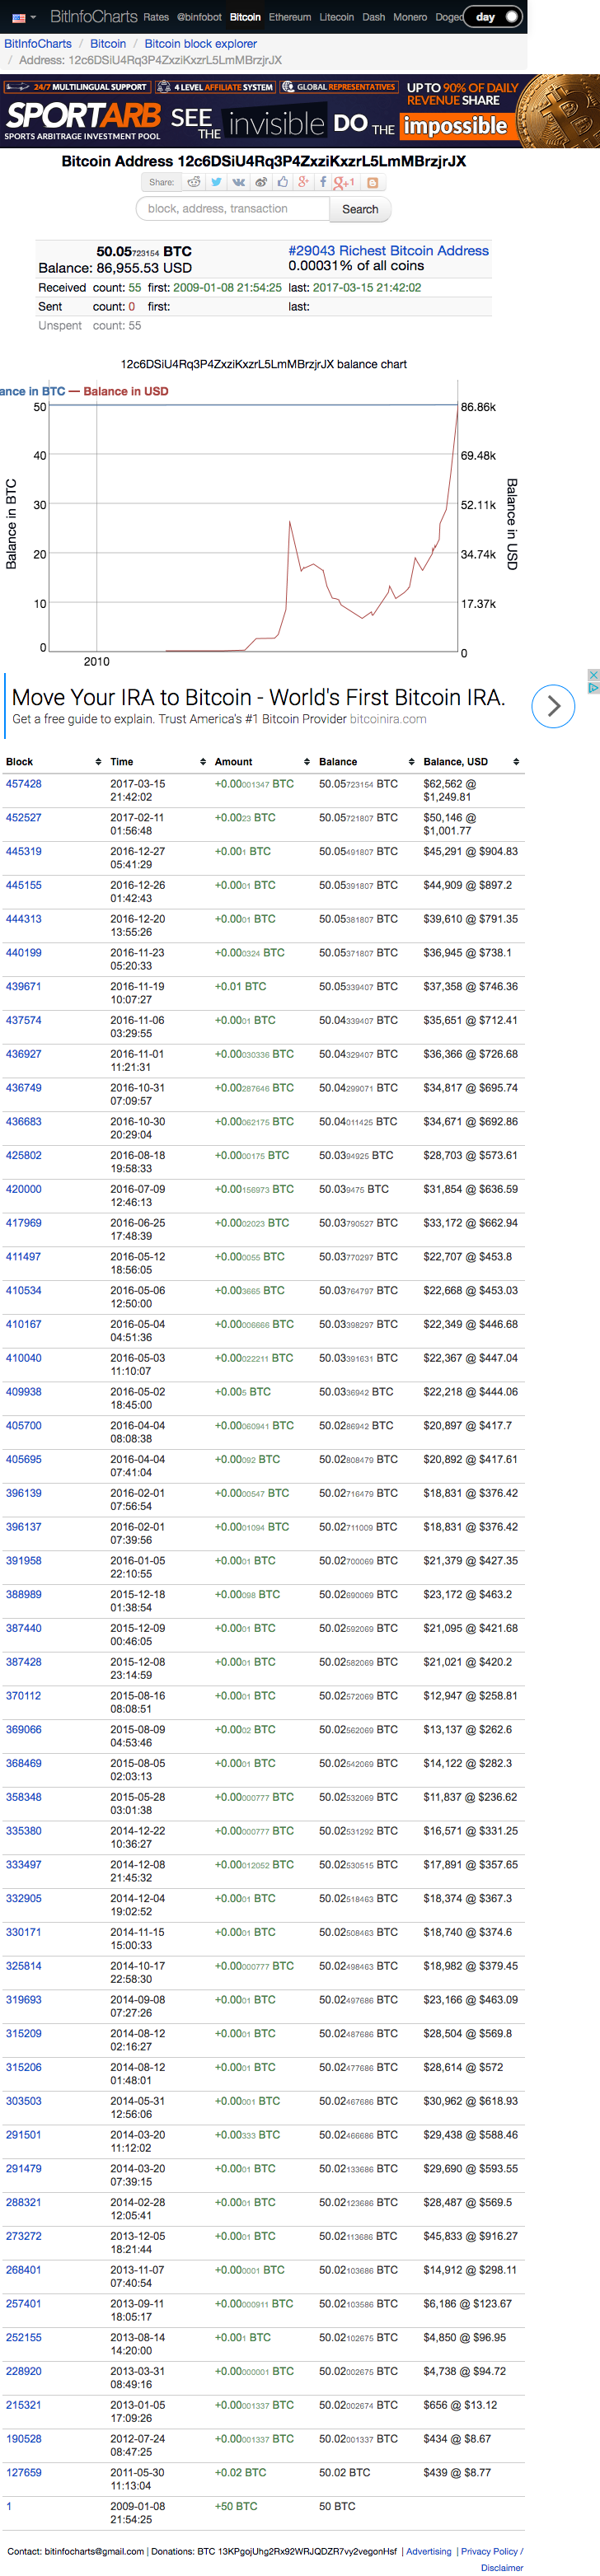 BitInfoCharts Rates @binfobot Bitcoin Ethereum Litecoin Dash Monero Doged day
BitInfoCharts / Bitcoin / Bitcoin block explorer
/ Address: 12c6DSiU4Rq3P4ZxziKxzrL5LmMBrzjrJX
24/7 MULTILINGUAL SUPPORT 4 LEVEL AFFILIATE SYSTEM GLOBAL REPRESENTATIVES UP TO 90% OF DAILY REVENUE SHARE
SPORTARB SEE THE invisible DO THE impossible
SPORTS ARBITRAGE INVESTMENT POOL
Bitcoin Address 12c6DSiU4Rq3P4ZxziKxzrL5LmMBrzjrJX
Share: g+1
block, address, transaction Search
50.05723154 BTC #29043 Richest Bitcoin Address
Balance: 86,955.53 USD 0.00031% of all coins
Received count: 55 first: 2009-01-08 21:54:25 last: 2017-03-15 21:42:02
Sent count: 0 first: last:
Unspent count: 55
12c6DSiU4Rq3P4ZxziKxzrL5LmMBrzjrJX balance chart
ance in BTC — Balance in USD
50 86.86k
40 69.48k
30 52.11k
Balance in BTC Balance in USD
20 34.74k
10 17.37k
0 0
2010
Move Your IRA to Bitcoin - World's First Bitcoin IRA.
Get a free guide to explain. Trust America's #1 Bitcoin Provider bitcoinira.com
Block Time Amount Balance Balance, USD
457428 2017-03-15 21:42:02 +0.00001347 BTC 50.05723154 BTC $62,562 @ $1,249.81
452527 2017-02-11 01:56:48 +0.0023 BTC 50.05721807 BTC $50,146 @ $1,001.77
445319 2016-12-27 05:41:29 +0.001 BTC 50.05491807 BTC $45,291 @ $904.83
445155 2016-12-26 01:42:43 +0.0001 BTC 50.05391807 BTC $44,909 @ $897.2
444313 2016-12-20 13:55:26 +0.0001 BTC 50.05381807 BTC $39,610 @ $791.35
440199 2016-11-23 05:20:33 +0.000324 BTC 50.05371807 BTC $36,945 @ $738.1
439671 2016-11-19 10:07:27 +0.01 BTC 50.05339407 BTC $37,358 @ $746.36
437574 2016-11-06 03:29:55 +0.0001 BTC 50.04339407 BTC $35,651 @ $712.41
436927 2016-11-01 11:21:31 +0.00030336 BTC 50.04329407 BTC $36,366 @ $726.68
436749 2016-10-31 07:09:57 +0.00287646 BTC 50.04299071 BTC $34,817 @ $695.74
436683 2016-10-30 20:29:04 +0.00062175 BTC 50.04011425 BTC $34,671 @ $692.86
425802 2016-08-18 19:58:33 +0.0000175 BTC 50.0394925 BTC $28,703 @ $573.61
420000 2016-07-09 12:46:13 +0.00156973 BTC 50.039475 BTC $31,854 @ $636.59
417969 2016-06-25 17:48:39 +0.0002023 BTC 50.03790527 BTC $33,172 @ $662.94
411497 2016-05-12 18:56:05 +0.000055 BTC 50.03770297 BTC $22,707 @ $453.8
410534 2016-05-06 12:50:00 +0.003665 BTC 50.03764797 BTC $22,668 @ $453.03
410167 2016-05-04 04:51:36 +0.00006666 BTC 50.03398297 BTC $22,349 @ $446.68
410040 2016-05-03 11:10:07 +0.00022211 BTC 50.03391631 BTC $22,367 @ $447.04
409938 2016-05-02 18:45:00 +0.005 BTC 50.0336942 BTC $22,218 @ $444.06
405700 2016-04-04 08:08:38 +0.00060941 BTC 50.0286942 BTC $20,897 @ $417.7
405695 2016-04-04 07:41:04 +0.00092 BTC 50.02808479 BTC $20,892 @ $417.61
396139 2016-02-01 07:56:54 +0.0000547 BTC 50.02716479 BTC $18,831 @ $376.42
396137 2016-02-01 07:39:56 +0.0001094 BTC 50.02711009 BTC $18,831 @ $376.42
391958 2016-01-05 22:10:55 +0.0001 BTC 50.02700069 BTC $21,379 @ $427.35
388989 2015-12-18 01:38:54 +0.00098 BTC 50.02690069 BTC $23,172 @ $463.2
387440 2015-12-09 00:46:05 +0.0001 BTC 50.02592069 BTC $21,095 @ $421.68
387428 2015-12-08 23:14:59 +0.0001 BTC 50.02582069 BTC $21,021 @ $420.2
370112 2015-08-16 08:08:51 +0.0001 BTC 50.02572069 BTC $12,947 @ $258.81
369066 2015-08-09 04:53:46 +0.0002 BTC 50.02562069 BTC $13,137 @ $262.6
368469 2015-08-05 02:03:13 +0.0001 BTC 50.02542069 BTC $14,122 @ $282.3
358348 2015-05-28 03:01:38 +0.00000777 BTC 50.02532069 BTC $11,837 @ $236.62
335380 2014-12-22 10:36:27 +0.00000777 BTC 50.02531292 BTC $16,571 @ $331.25
333497 2014-12-08 21:45:32 +0.00012052 BTC 50.02530515 BTC $17,891 @ $357.65
332905 2014-12-04 19:02:52 +0.0001 BTC 50.02518463 BTC $18,374 @ $367.3
330171 2014-11-15 15:00:33 +0.0001 BTC 50.02508463 BTC $18,740 @ $374.6
325814 2014-10-17 22:58:30 +0.00000777 BTC 50.02498463 BTC $18,982 @ $379.45
319693 2014-09-08 07:27:26 +0.0001 BTC 50.02497686 BTC $23,166 @ $463.09
315209 2014-08-12 02:16:27 +0.0001 BTC 50.02487686 BTC $28,504 @ $569.8
315206 2014-08-12 01:48:01 +0.0001 BTC 50.02477686 BTC $28,614 @ $572
303503 2014-05-31 12:56:06 +0.00001 BTC 50.02467686 BTC $30,962 @ $618.93
291501 2014-03-20 11:12:02 +0.00333 BTC 50.02466686 BTC $29,438 @ $588.46
291479 2014-03-20 07:39:15 +0.0001 BTC 50.02133686 BTC $29,690 @ $593.55
288321 2014-02-28 12:05:41 +0.0001 BTC 50.02123686 BTC $28,487 @ $569.5
273272 2013-12-05 18:21:44 +0.0001 BTC 50.02113686 BTC $45,833 @ $916.27
268401 2013-11-07 07:40:54 +0.000001 BTC 50.02103686 BTC $14,912 @ $298.11
257401 2013-09-11 18:05:17 +0.00000911 BTC 50.02103586 BTC $6,186 @ $123.67
252155 2013-08-14 14:20:00 +0.001 BTC 50.02102675 BTC $4,850 @ $96.95
228920 2013-03-31 08:49:16 +0.00000001 BTC 50.02002675 BTC $4,738 @ $94.72
215321 2013-01-05 17:09:26 +0.00001337 BTC 50.02002674 BTC $656 @ $13.12
190528 2012-07-24 08:47:25 +0.00001337 BTC 50.02001337 BTC $434 @ $8.67
127659 2011-05-30 11:13:04 +0.02 BTC 50.02 BTC $439 @ $8.77
1 2009-01-08 21:54:25 +50 BTC 50 BTC
Contact: bitinfocharts@gmail.com | Donations: BTC 13KPgojUhg2Rx92WRJQDZR7vy2vegonHsf | Advertising | Privacy Policy /
Disclaimer